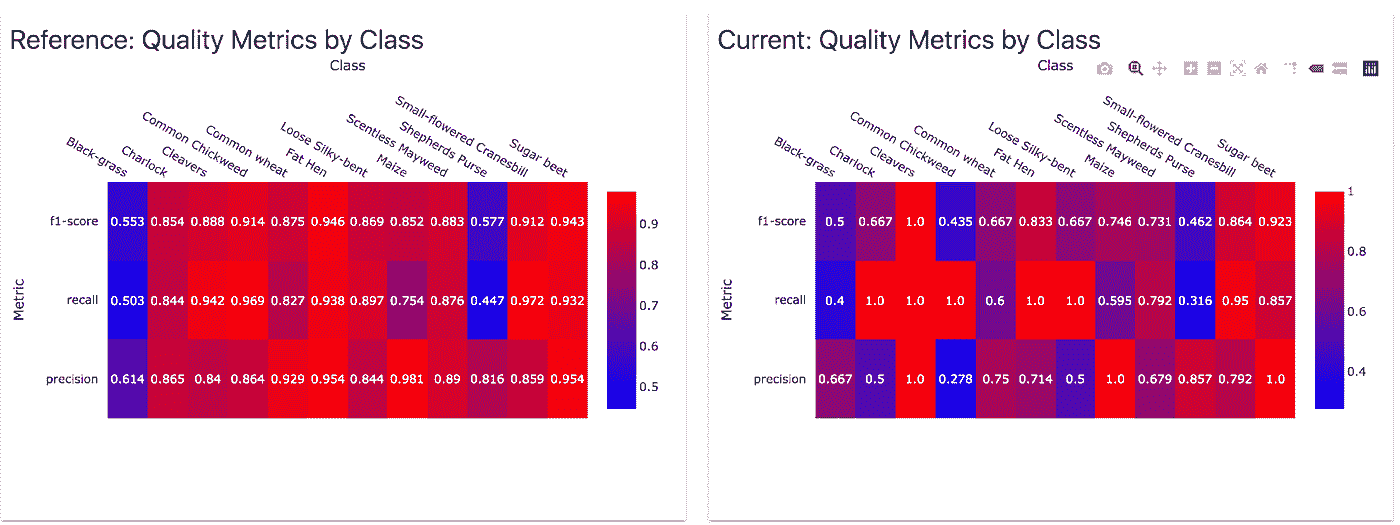 Reference: Quality Metrics by Class
Class
Black-grass
Charlock
Cleavers
Common Chickweed
Common wheat
Fat Hen
Loose Silky-bent
Maize
Scentless Mayweed
Shepherds Purse
Small-flowered Cranesbill
Sugar beet
Metric
f1-score 0.553 0.854 0.888 0.914 0.875 0.946 0.869 0.852 0.883 0.577 0.912 0.943
recall 0.503 0.844 0.942 0.969 0.827 0.938 0.897 0.754 0.876 0.447 0.972 0.932
precision 0.614 0.865 0.84 0.864 0.929 0.954 0.844 0.981 0.89 0.816 0.859 0.954
0.9
0.8
0.7
0.6
0.5
Current: Quality Metrics by Class
Class
Black-grass
Charlock
Cleavers
Common Chickweed
Common wheat
Fat Hen
Loose Silky-bent
Maize
Scentless Mayweed
Shepherds Purse
Small-flowered Cranesbill
Sugar beet
Metric
f1-score 0.5 0.667 1.0 0.435 0.667 0.833 0.667 0.746 0.731 0.462 0.864 0.923
recall 0.4 1.0 1.0 1.0 0.6 1.0 1.0 0.595 0.792 0.316 0.95 0.857
precision 0.667 0.5 1.0 0.278 0.75 0.714 0.5 1.0 0.679 0.857 0.792 1.0
1
0.8
0.6
0.4